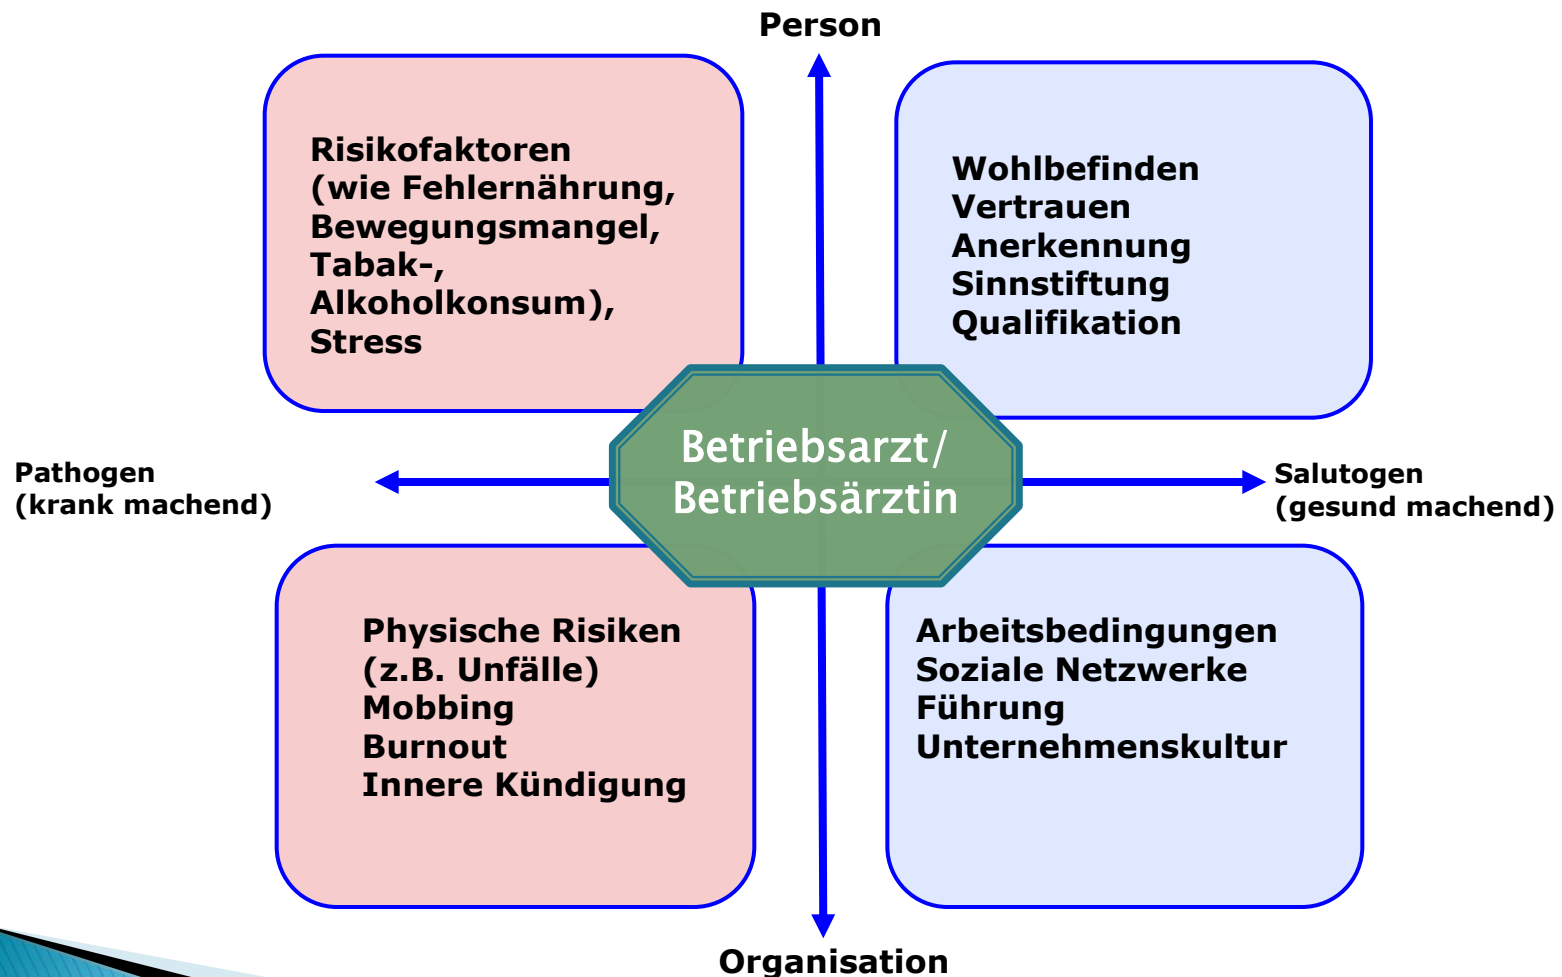 Person
Risikofaktoren
(wie Fehlernährung,
Bewegungsmangel,
Tabak-,
Alkoholkonsum),
Stress
Wohlbefinden
Vertrauen
Anerkennung
Sinnstiftung
Qualifikation
Pathogen
(krank machend)
Betriebsarzt/
Betriebsärztin
Salutogen
(gesund machend)
Physische Risiken
(z.B. Unfälle)
Mobbing
Burnout
Innere Kündigung
Arbeitsbedingungen
Soziale Netzwerke
Führung
Unternehmenskultur
Organisation